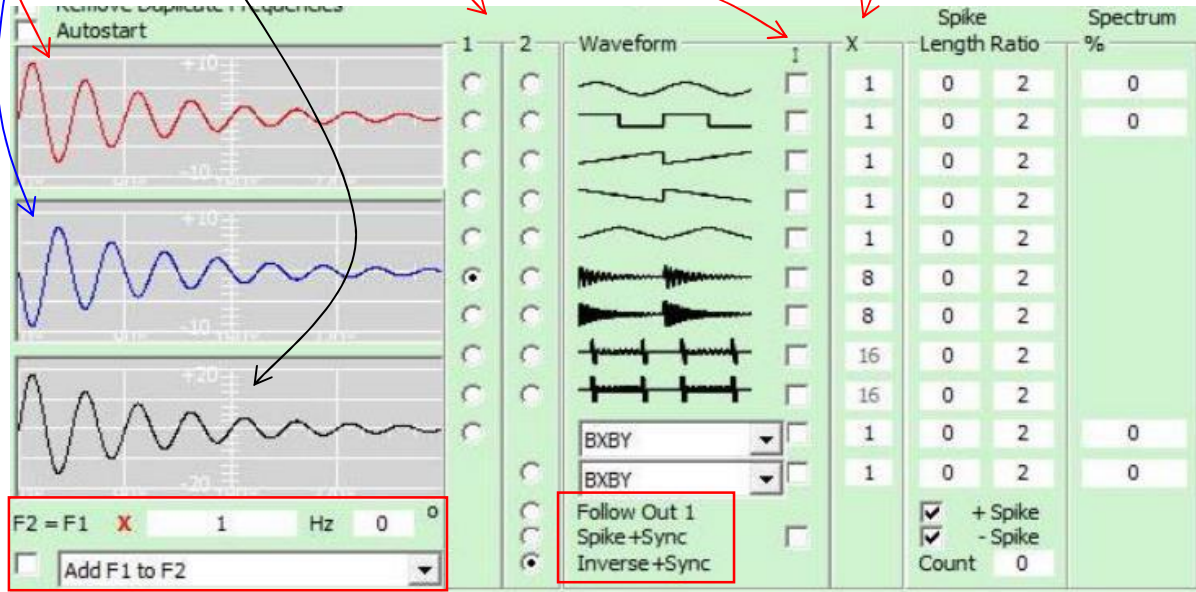 Remove Duplicate Frequencies
Autostart
Spike Spectrum
1 2 Waveform I X Length Ratio %
+10
-10
+10
-10
+20
-20
1 0 2 0
1 0 2 0
1 0 2
1 0 2
1 0 2
8 0 2
8 0 2
16 0 2
16 0 2
BXBY 1 0 2 0
BXBY 1 0 2 0
F2 = F1 X 1 Hz 0 °
Add F1 to F2
Follow Out 1
Spike+Sync
Inverse+Sync
+ Spike
- Spike
Count 0